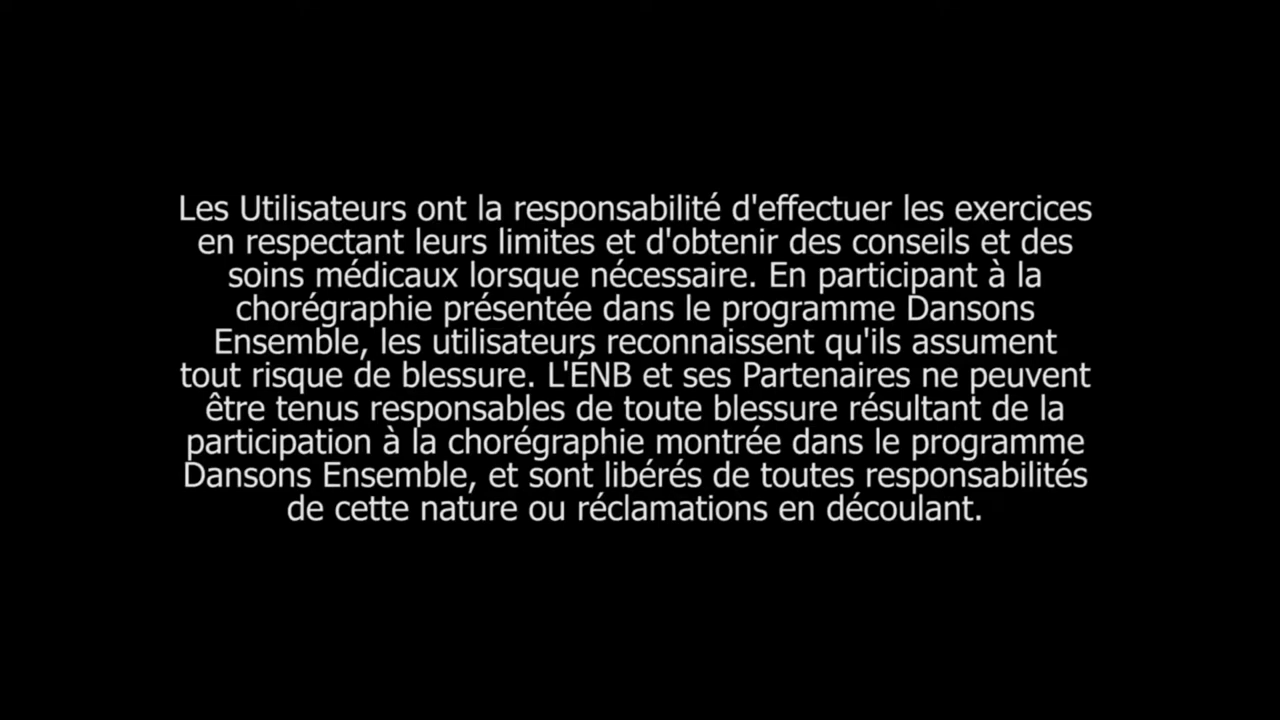 Les Utilisateurs ont la responsabilité d'effectuer les exercices
en respectant leurs limites et d'obtenir des conseils et des
soins médicaux lorsque nécessaire. En participant à la
chorégraphie présentée dans le programme Dansons
Ensemble, les utilisateurs reconnaissent qu'ils assument
tout risque de blessure. L'ÉNB et ses Partenaires ne peuvent
être tenus responsables de toute blessure résultant de la
participation à la chorégraphie montrée dans le programme
Dansons Ensemble, et sont libérés de toutes responsabilités
de cette nature ou réclamations en découlant.